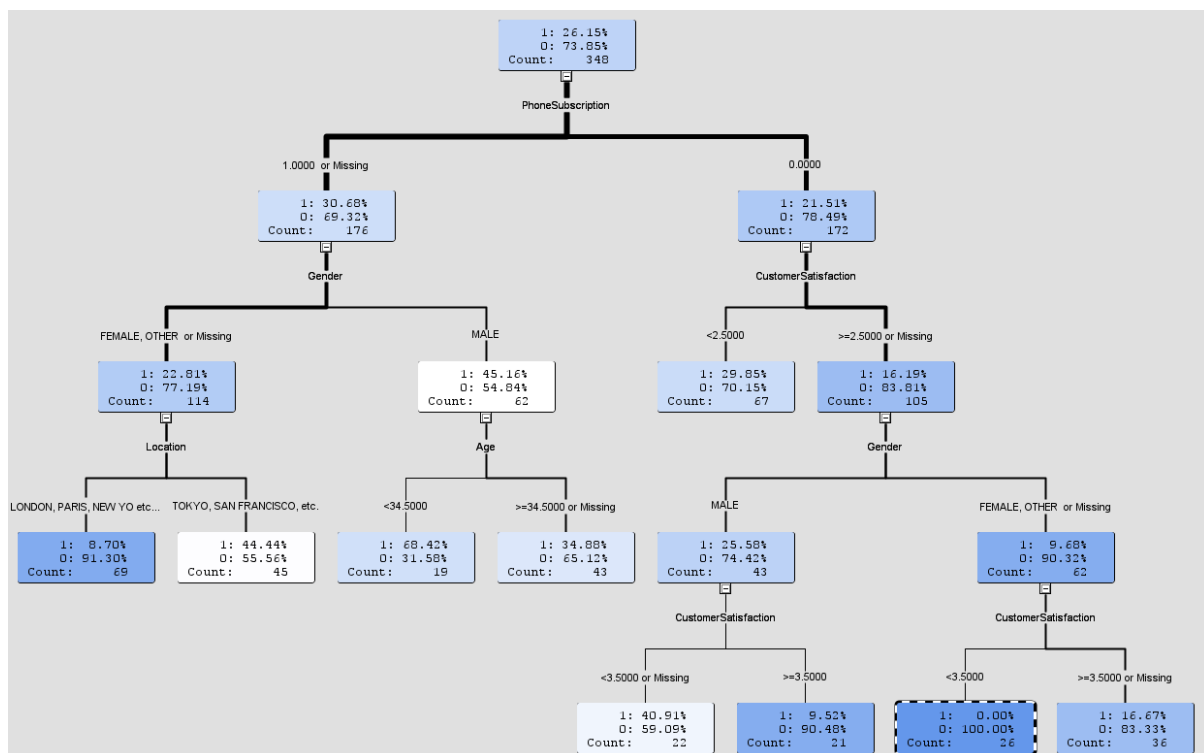 1: 26.15%
0: 73.85%
Count: 348
PhoneSubscription
1.0000 or Missing
0.0000
1: 30.68%
0: 69.32%
Count: 176
1: 21.51%
0: 78.49%
Count: 172
Gender
CustomerSatisfaction
FEMALE, OTHER or Missing
MALE
<2.5000
>=2.5000 or Missing
1: 22.81%
0: 77.19%
Count: 114
1: 45.16%
0: 54.84%
Count: 62
1: 29.85%
0: 70.15%
Count: 67
1: 16.19%
0: 83.81%
Count: 105
Location
Age
Gender
LONDON, PARIS, NEW YO etc...
TOKYO, SAN FRANCISCO, etc.
<34.5000
>=34.5000 or Missing
MALE
FEMALE, OTHER or Missing
1: 8.70%
0: 91.30%
Count: 69
1: 44.44%
0: 55.56%
Count: 45
1: 68.42%
0: 31.58%
Count: 19
1: 34.88%
0: 65.12%
Count: 43
1: 25.58%
0: 74.42%
Count: 43
1: 9.68%
0: 90.32%
Count: 62
CustomerSatisfaction
CustomerSatisfaction
<3.5000 or Missing
>=3.5000
<3.5000
>=3.5000 or Missing
1: 40.91%
0: 59.09%
Count: 22
1: 9.52%
0: 90.48%
Count: 21
1: 0.00%
0: 100.00%
Count: 26
1: 16.67%
0: 83.33%
Count: 36